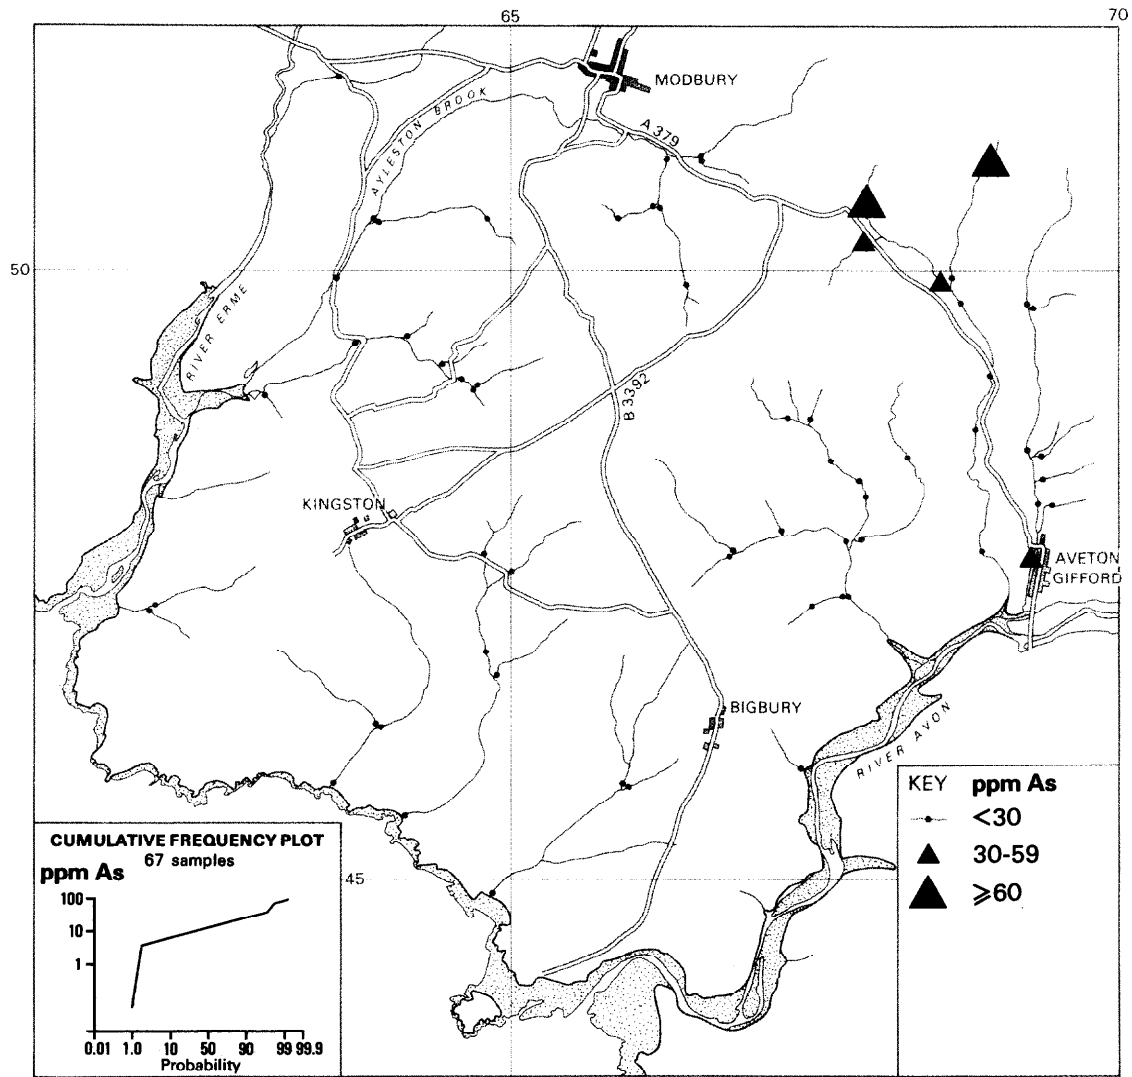 65
70
MODBURY
A 379
AYLESTON BROOK
50
RIVER ERME
B 3392
KINGSTON
AVETON
GIFFORD
BIGBURY
RIVER AVON
KEY ppm As
<30
30-59
⩾60
CUMULATIVE FREQUENCY PLOT
67 samples
ppm As
45
100
10
1
0.01 1.0 10 50 90 99 99.9
Probability